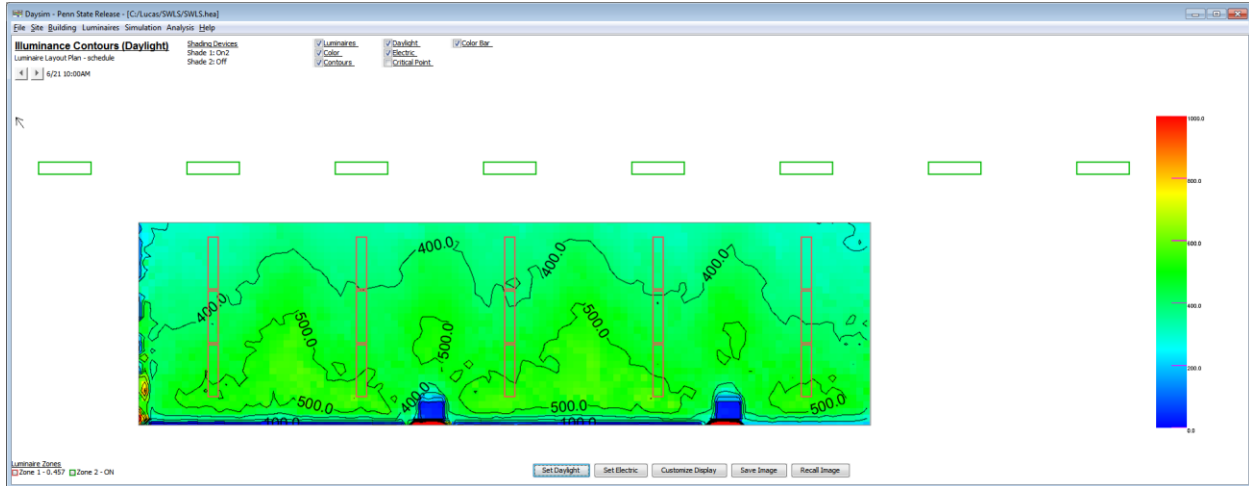 Daysim - Penn State Release - [C:/Lucas/SWLS/SWLS.hea]
File Site Building Luminaires Simulation Analysis Help
Illuminance Contours (Daylight)
Luminaire Layout Plan - schedule
6/21 10:00AM
Shading Devices
Shade 1: On2
Shade 2: Off
Luminaires Daylight Color Bar
Color Electric
Contours Critical Point
1000.0
800.0
600.0
400.0
200.0
0.0
400.0
400.0
400.0
400.0
500.0
500.0
500.0
500.0
400.0
500.0
500.0
Luminaire Zones
Zone 1 - 0.457 Zone 2 - ON
Set Daylight Set Electric Customize Display Save Image Recall Image